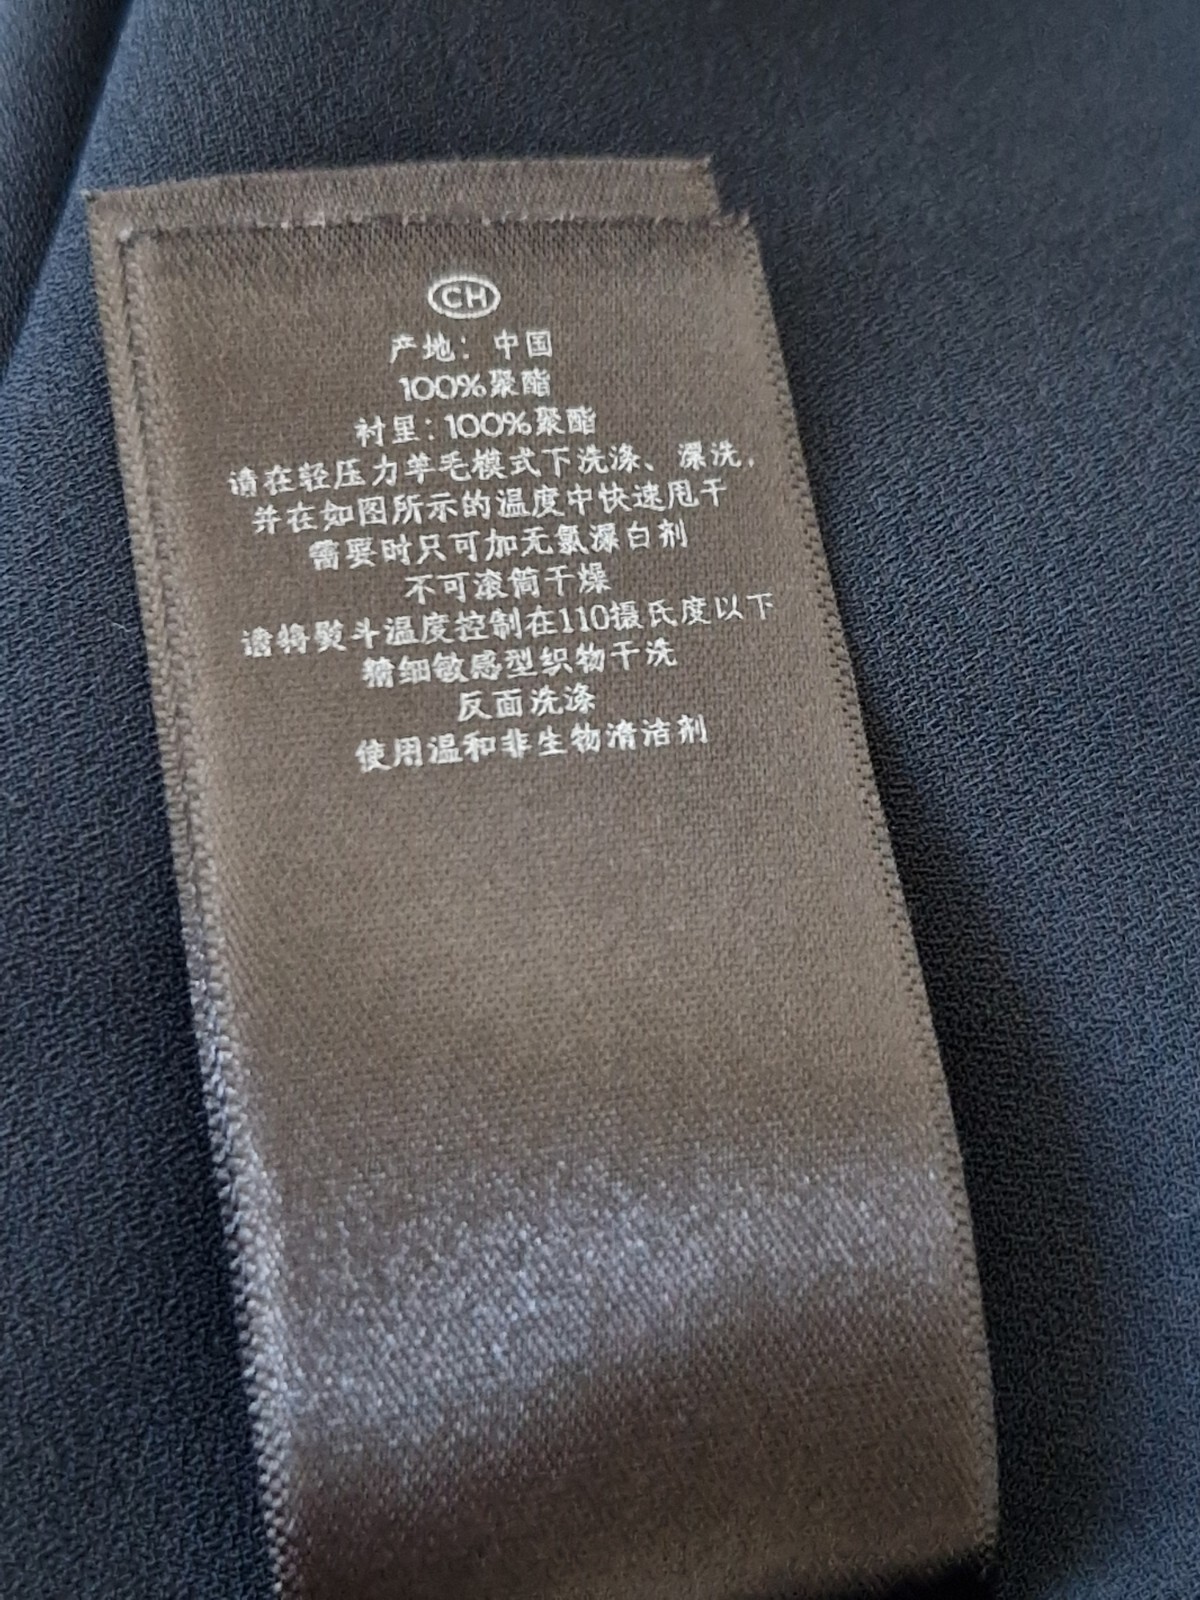 CH
产地：中国
100%聚酯
衬里：100%聚酯
请在轻压力羊毛模式下洗涤、漂洗，
并在如图所示的温度中快速甩干
需要时只可加无氯漂白剂
不可滚筒干燥
请将熨斗温度控制在110摄氏度以下
精细敏感型织物干洗
反面洗涤
使用温和非生物清洁剂